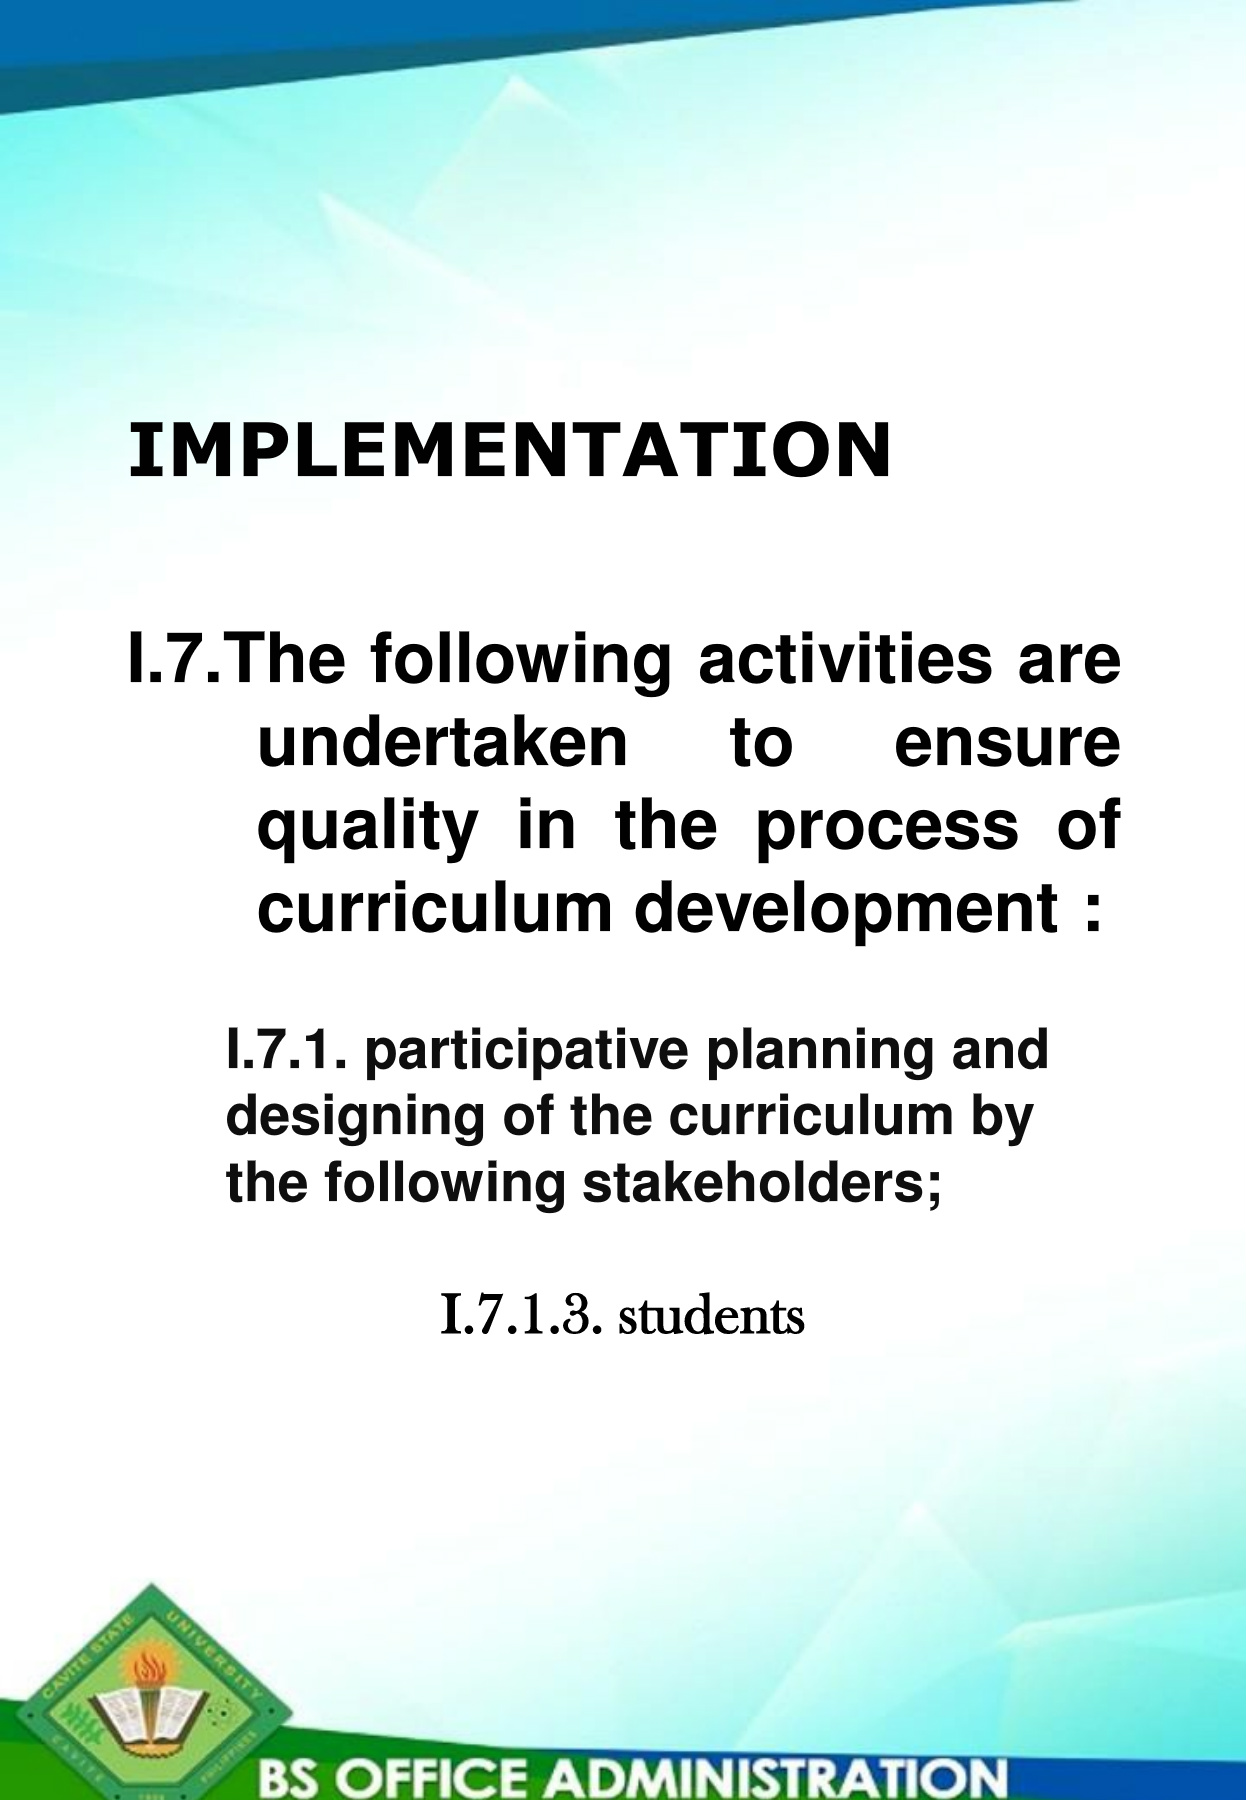 IMPLEMENTATION
I.7.The following activities are
undertaken to ensure
quality in the process of
curriculum development :
I.7.1. participative planning and
designing of the curriculum by
the following stakeholders;
I.7.1.3. students
CAVITE STATE UNIVERSITY
CAVITE PHILIPPINES
BS OFFICE ADMINISTRATION